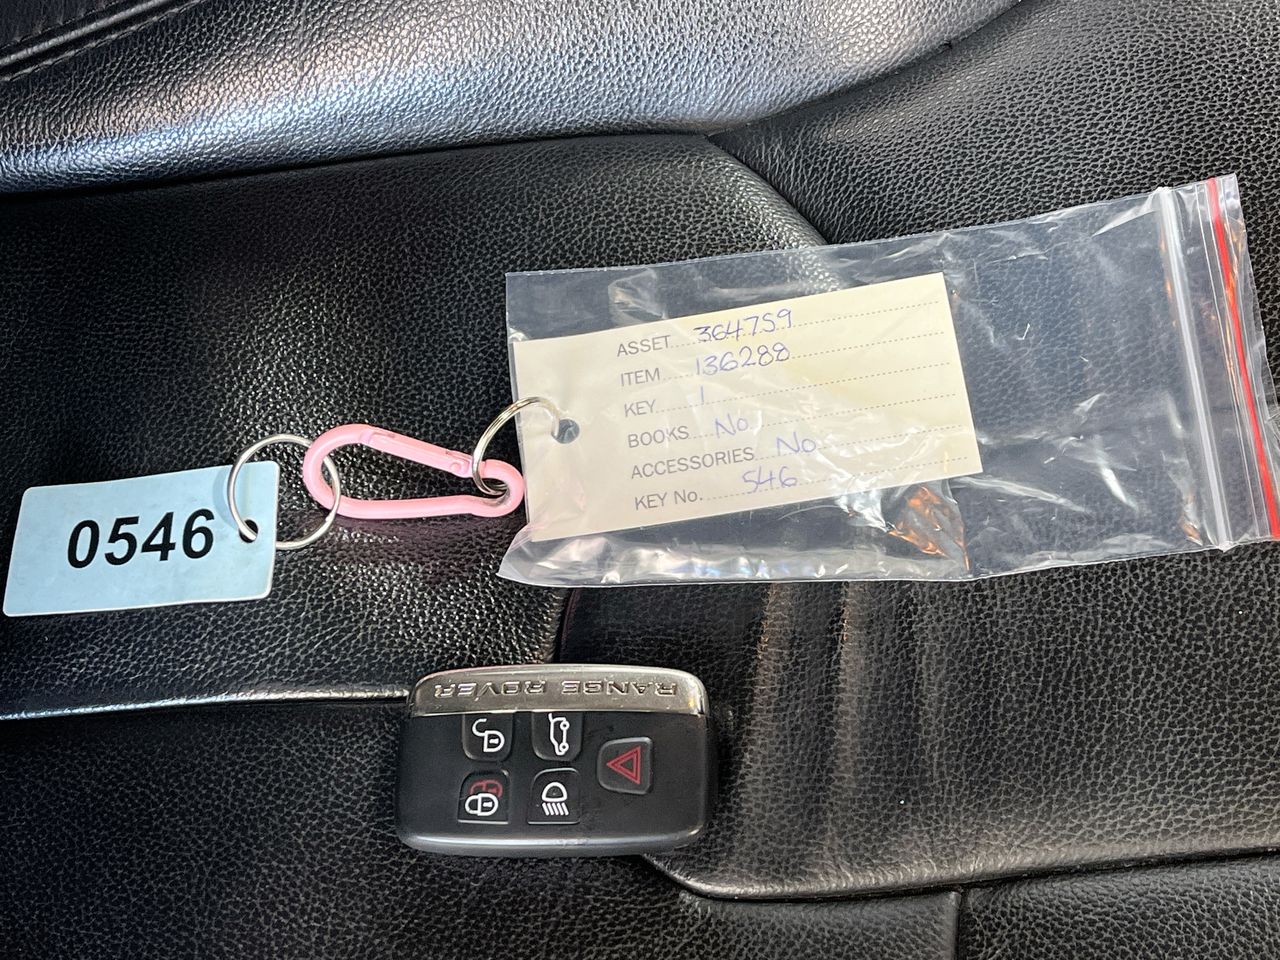 ASSET 364759
ITEM 136288
KEY 1
BOOKS No
ACCESSORIES No
KEY No. 546
0546
RANGE ROVER